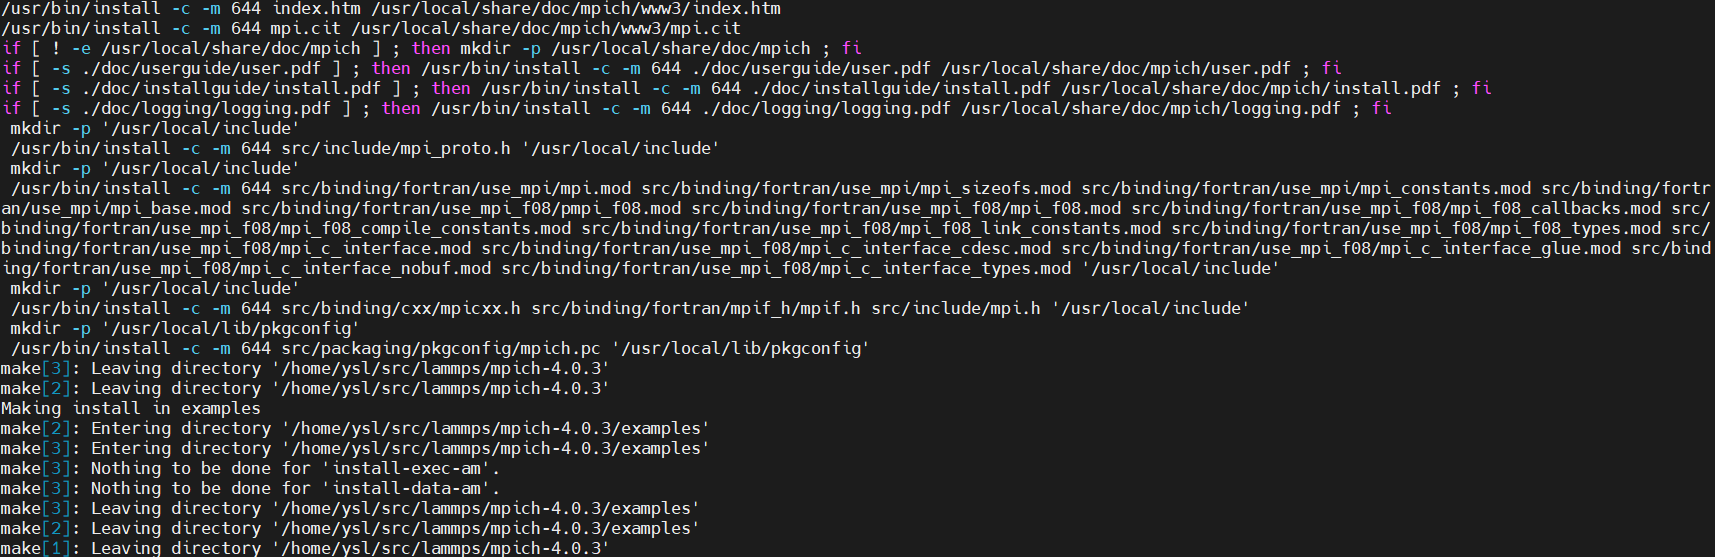 /usr/bin/install -c -m 644 index.htm /usr/local/share/doc/mpich/www3/index.htm
/usr/bin/install -c -m 644 mpi.cit /usr/local/share/doc/mpich/www3/mpi.cit
if [ ! -e /usr/local/share/doc/mpich ] ; then mkdir -p /usr/local/share/doc/mpich ; fi
if [ -s ./doc/userguide/user.pdf ] ; then /usr/bin/install -c -m 644 ./doc/userguide/user.pdf /usr/local/share/doc/mpich/user.pdf ; fi
if [ -s ./doc/installguide/install.pdf ] ; then /usr/bin/install -c -m 644 ./doc/installguide/install.pdf /usr/local/share/doc/mpich/install.pdf ; fi
if [ -s ./doc/logging/logging.pdf ] ; then /usr/bin/install -c -m 644 ./doc/logging/logging.pdf /usr/local/share/doc/mpich/logging.pdf ; fi
 mkdir -p '/usr/local/include'
 /usr/bin/install -c -m 644 src/include/mpi_proto.h '/usr/local/include'
 mkdir -p '/usr/local/include'
 /usr/bin/install -c -m 644 src/binding/fortran/use_mpi/mpi.mod src/binding/fortran/use_mpi/mpi_sizeofs.mod src/binding/fortran/use_mpi/mpi_constants.mod src/binding/fortr
an/use_mpi/mpi_base.mod src/binding/fortran/use_mpi_f08/pmpi_f08.mod src/binding/fortran/use_mpi_f08/mpi_f08.mod src/binding/fortran/use_mpi_f08/mpi_f08_callbacks.mod src/
binding/fortran/use_mpi_f08/mpi_f08_compile_constants.mod src/binding/fortran/use_mpi_f08/mpi_f08_link_constants.mod src/binding/fortran/use_mpi_f08/mpi_f08_types.mod src/
binding/fortran/use_mpi_f08/mpi_c_interface.mod src/binding/fortran/use_mpi_f08/mpi_c_interface_cdesc.mod src/binding/fortran/use_mpi_f08/mpi_c_interface_glue.mod src/bind
ing/fortran/use_mpi_f08/mpi_c_interface_nobuf.mod src/binding/fortran/use_mpi_f08/mpi_c_interface_types.mod '/usr/local/include'
 mkdir -p '/usr/local/include'
 /usr/bin/install -c -m 644 src/binding/cxx/mpicxx.h src/binding/fortran/mpif_h/mpif.h src/include/mpi.h '/usr/local/include'
 mkdir -p '/usr/local/lib/pkgconfig'
 /usr/bin/install -c -m 644 src/packaging/pkgconfig/mpich.pc '/usr/local/lib/pkgconfig'
make[3]: Leaving directory '/home/ysl/src/lammps/mpich-4.0.3'
make[2]: Leaving directory '/home/ysl/src/lammps/mpich-4.0.3'
Making install in examples
make[2]: Entering directory '/home/ysl/src/lammps/mpich-4.0.3/examples'
make[3]: Entering directory '/home/ysl/src/lammps/mpich-4.0.3/examples'
make[3]: Nothing to be done for 'install-exec-am'.
make[3]: Nothing to be done for 'install-data-am'.
make[3]: Leaving directory '/home/ysl/src/lammps/mpich-4.0.3/examples'
make[2]: Leaving directory '/home/ysl/src/lammps/mpich-4.0.3/examples'
make[1]: Leaving directory '/home/ysl/src/lammps/mpich-4.0.3'